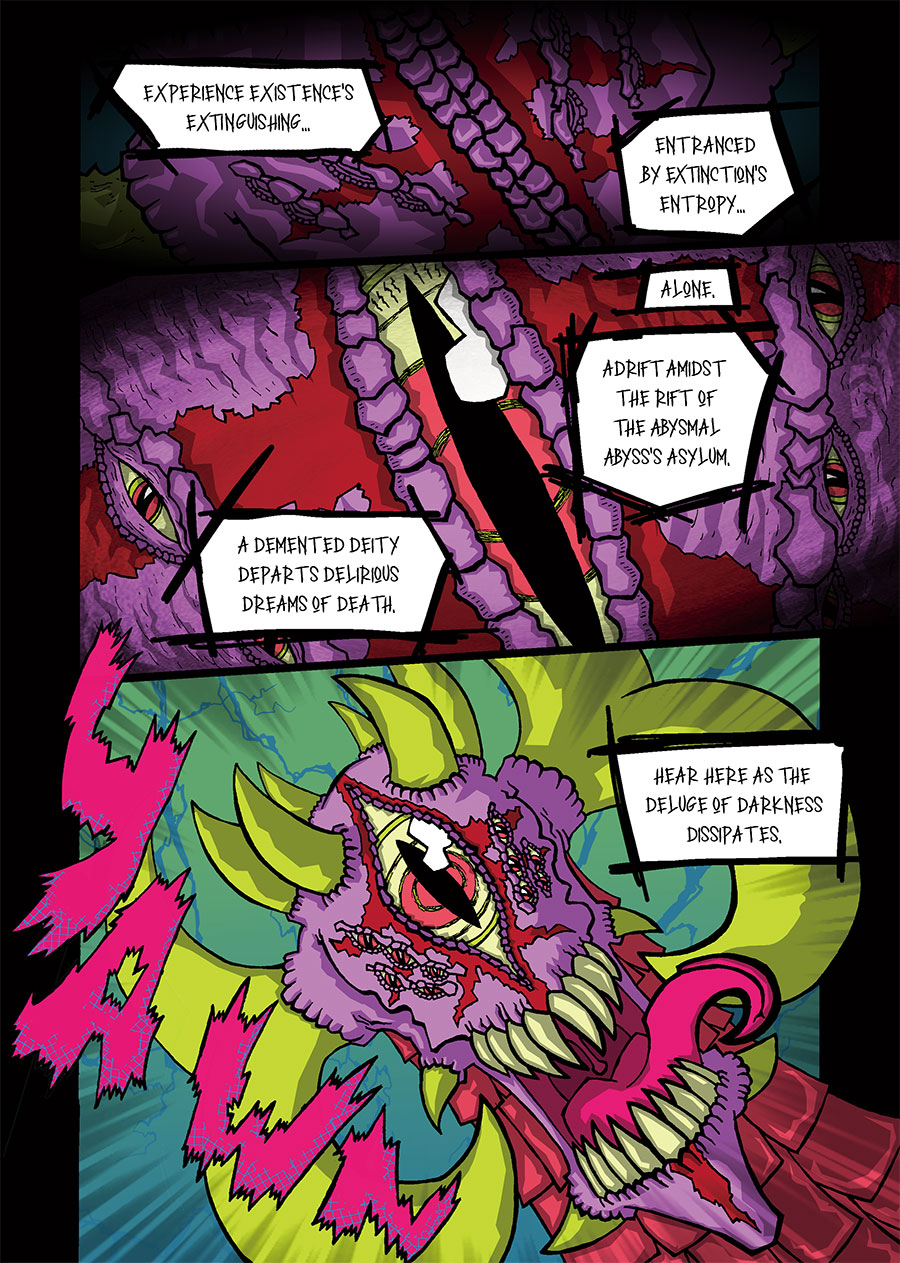 EXPERIENCE EXISTENCE'S
EXTINGUISHING...
ENTRANCED
BY EXTINCTION'S
ENTROPY...
ALONE.
ADRIFT AMIDST
THE RIFT OF
THE ABYSMAL
ABYSS'S ASYLUM.
A DEMENTED DEITY
DEPARTS DELIRIOUS
DREAMS OF DEATH.
HEAR HERE AS THE
DELUGE OF DARKNESS
DISSIPATES.
YAWN